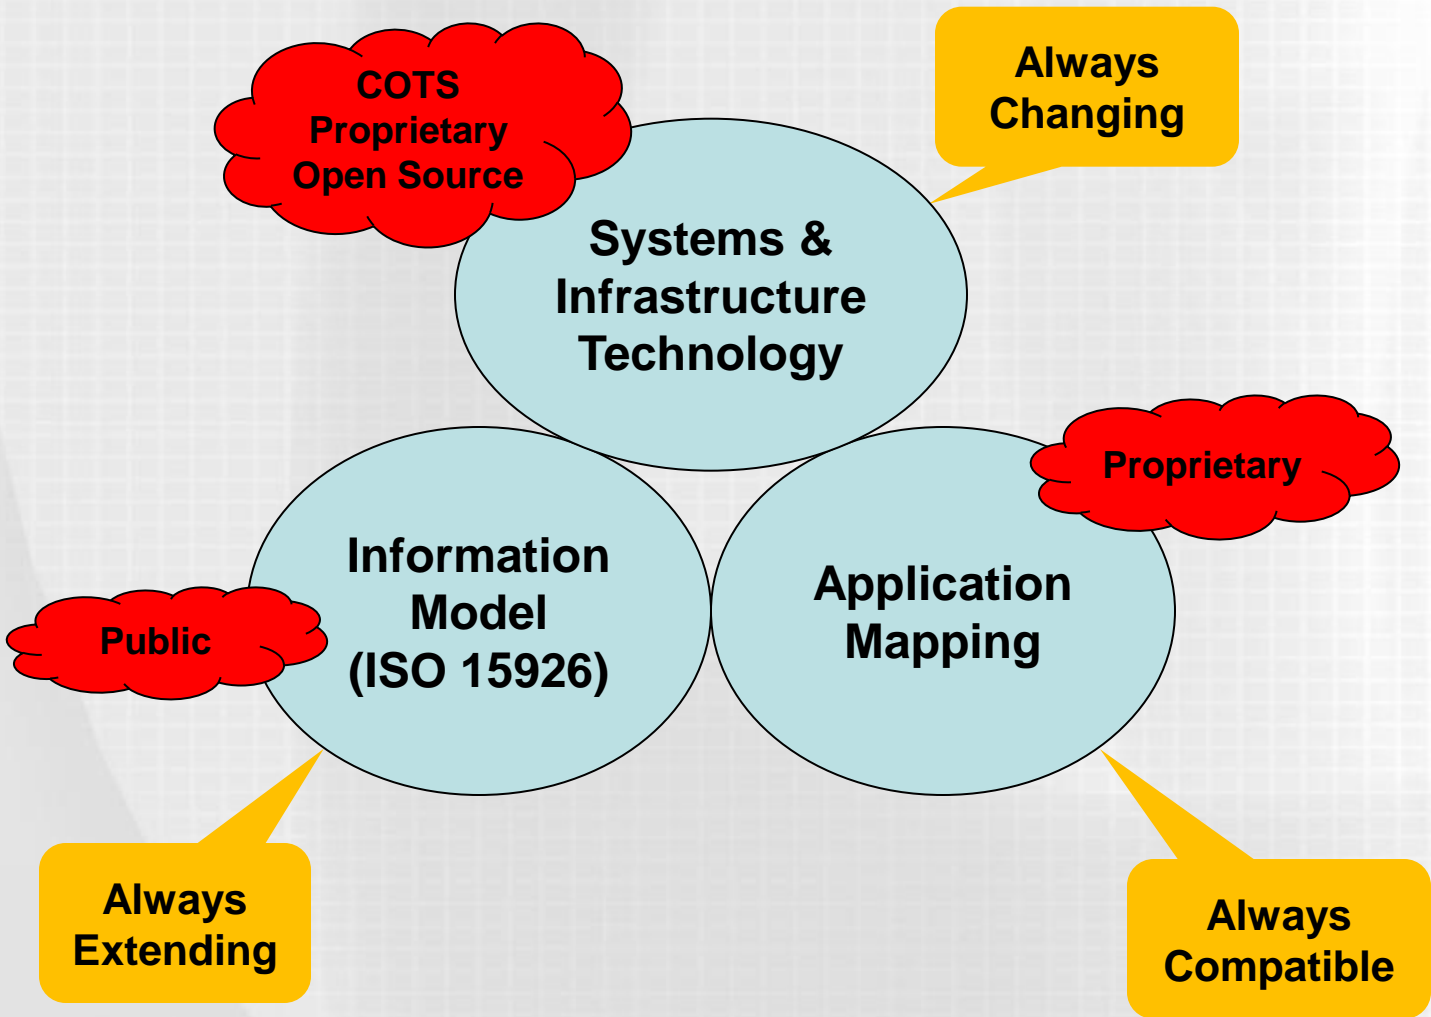 COTS
Proprietary
Open Source
Always
Changing
Systems &
Infrastructure
Technology
Proprietary
Information
Model
(ISO 15926)
Application
Mapping
Public
Always
Extending
Always
Compatible